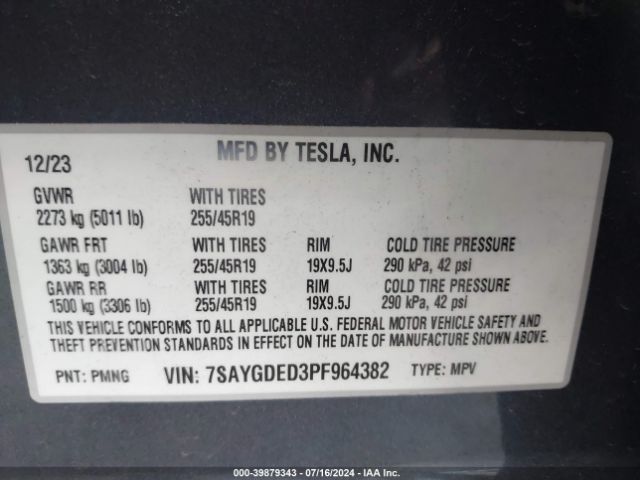 MFD BY TESLA, INC.
12/23
GVWR WITH TIRES
2273 kg (5011 lb) 255/45R19
GAWR FRT WITH TIRES RIM COLD TIRE PRESSURE
1363 kg (3004 lb) 255/45R19 19X9.5J 290 kPa, 42 psi
GAWR RR WITH TIRES RIM COLD TIRE PRESSURE
1500 kg (3306 lb) 255/45R19 19X9.5J 290 kPa, 42 psi
THIS VEHICLE CONFORMS TO ALL APPLICABLE U.S. FEDERAL MOTOR VEHICLE SAFETY AND
THEFT PREVENTION STANDARDS IN EFFECT ON THE DATE OF MANUFACTURE SHOWN ABOVE.
PNT: PMNG VIN: 7SAYGDED3PF964382 TYPE: MPV
000-39879343 - 07/16/2024 - IAA Inc.